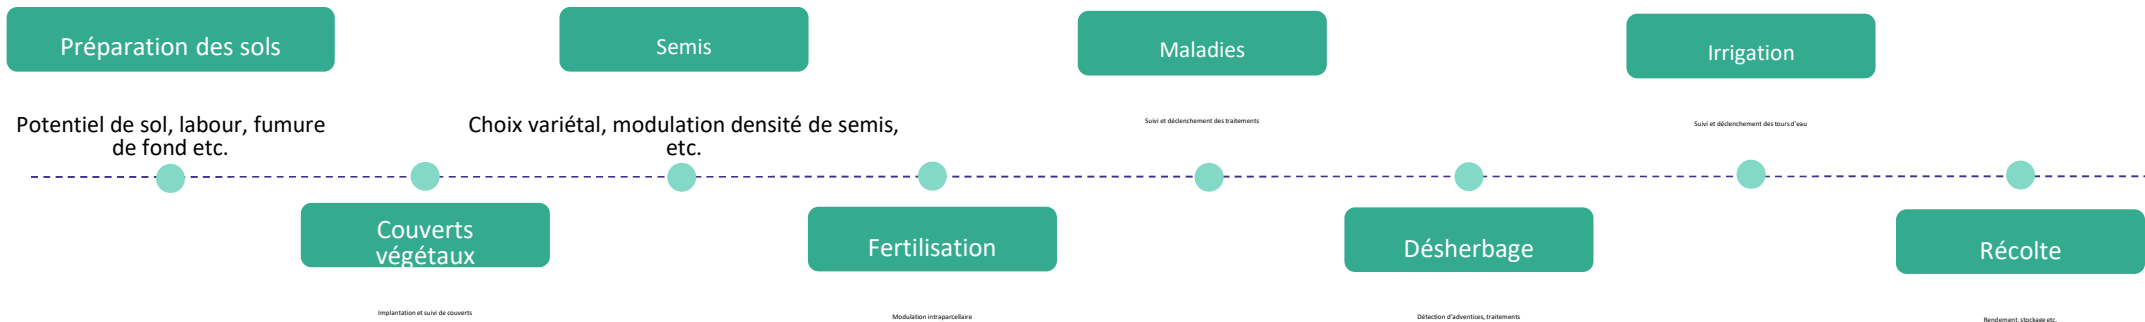 Préparation des sols
Potentiel de sol, labour, fumure
de fond etc.
Couverts
végétaux
Implantation et suivi de couverts
Semis
Choix variétal, modulation densité de semis,
etc.
Fertilisation
Modulation intraparcellaire
Maladies
Suivi et déclenchement des traitements
Désherbage
Détection d'adventices, traitements
Irrigation
Suivi et déclenchement des tours d'eau
Récolte
Rendement, stockage etc.